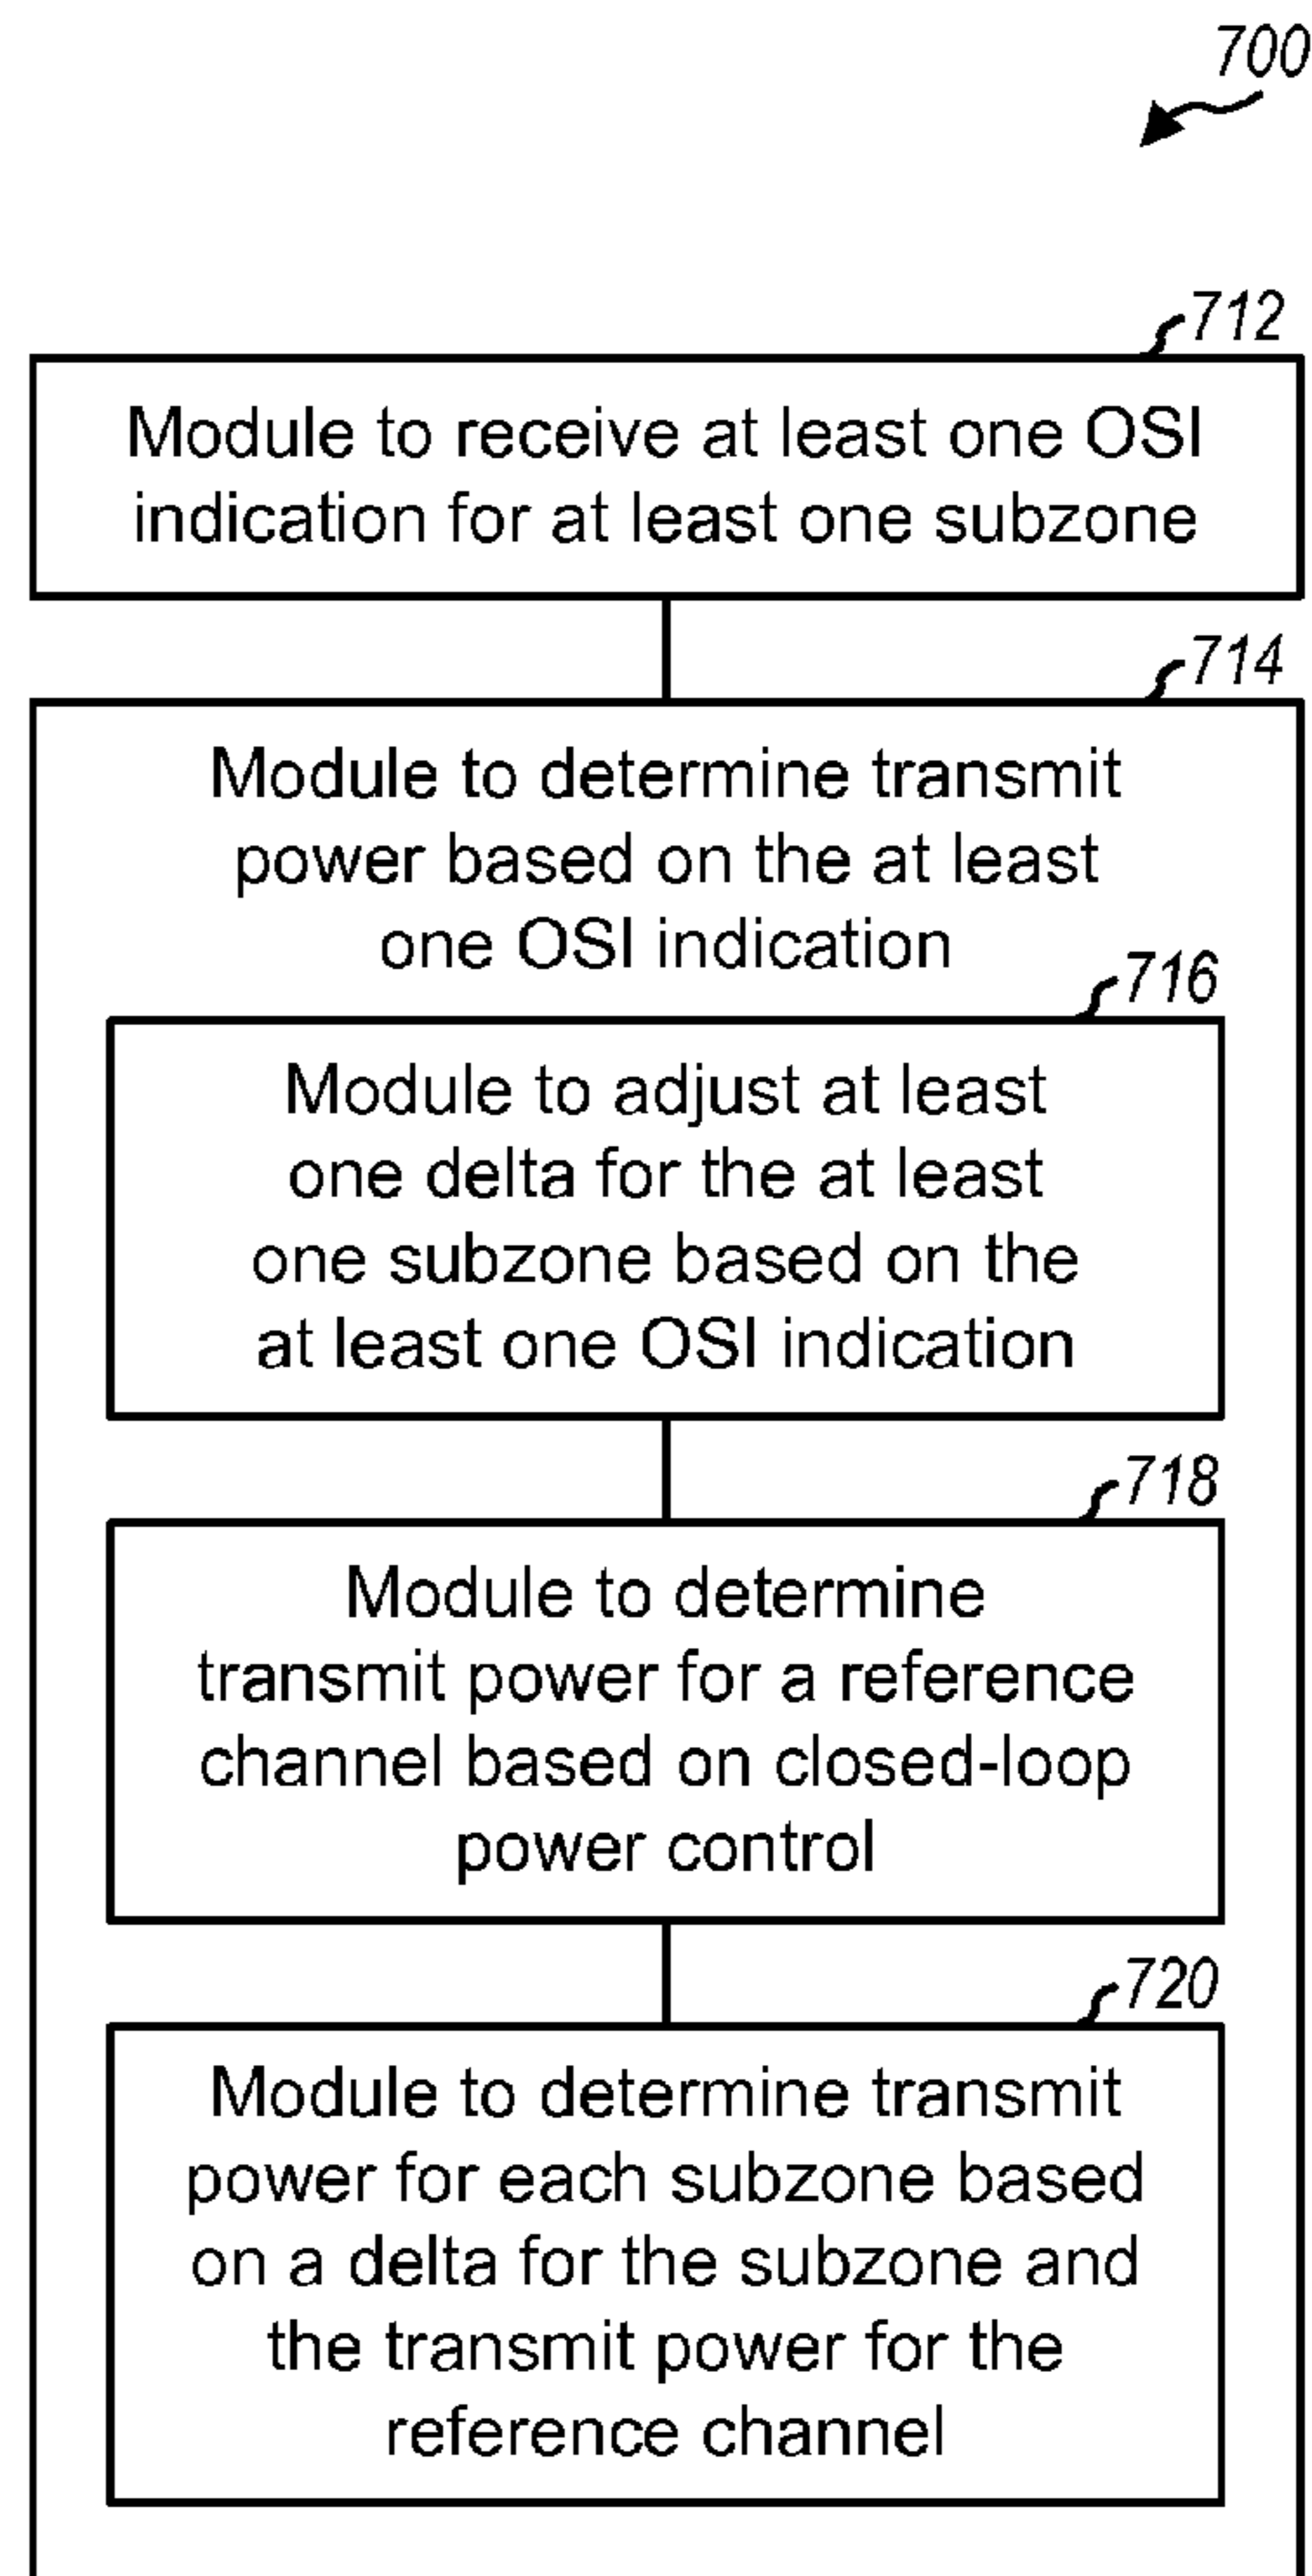 700
712
Module to receive at least one OSI
indication for at least one subzone
714
Module to determine transmit
power based on the at least
one OSI indication
716
Module to adjust at least
one delta for the at least
one subzone based on the
at least one OSI indication
718
Module to determine
transmit power for a reference
channel based on closed-loop
power control
720
Module to determine transmit
power for each subzone based
on a delta for the subzone and
the transmit power for the
reference channel